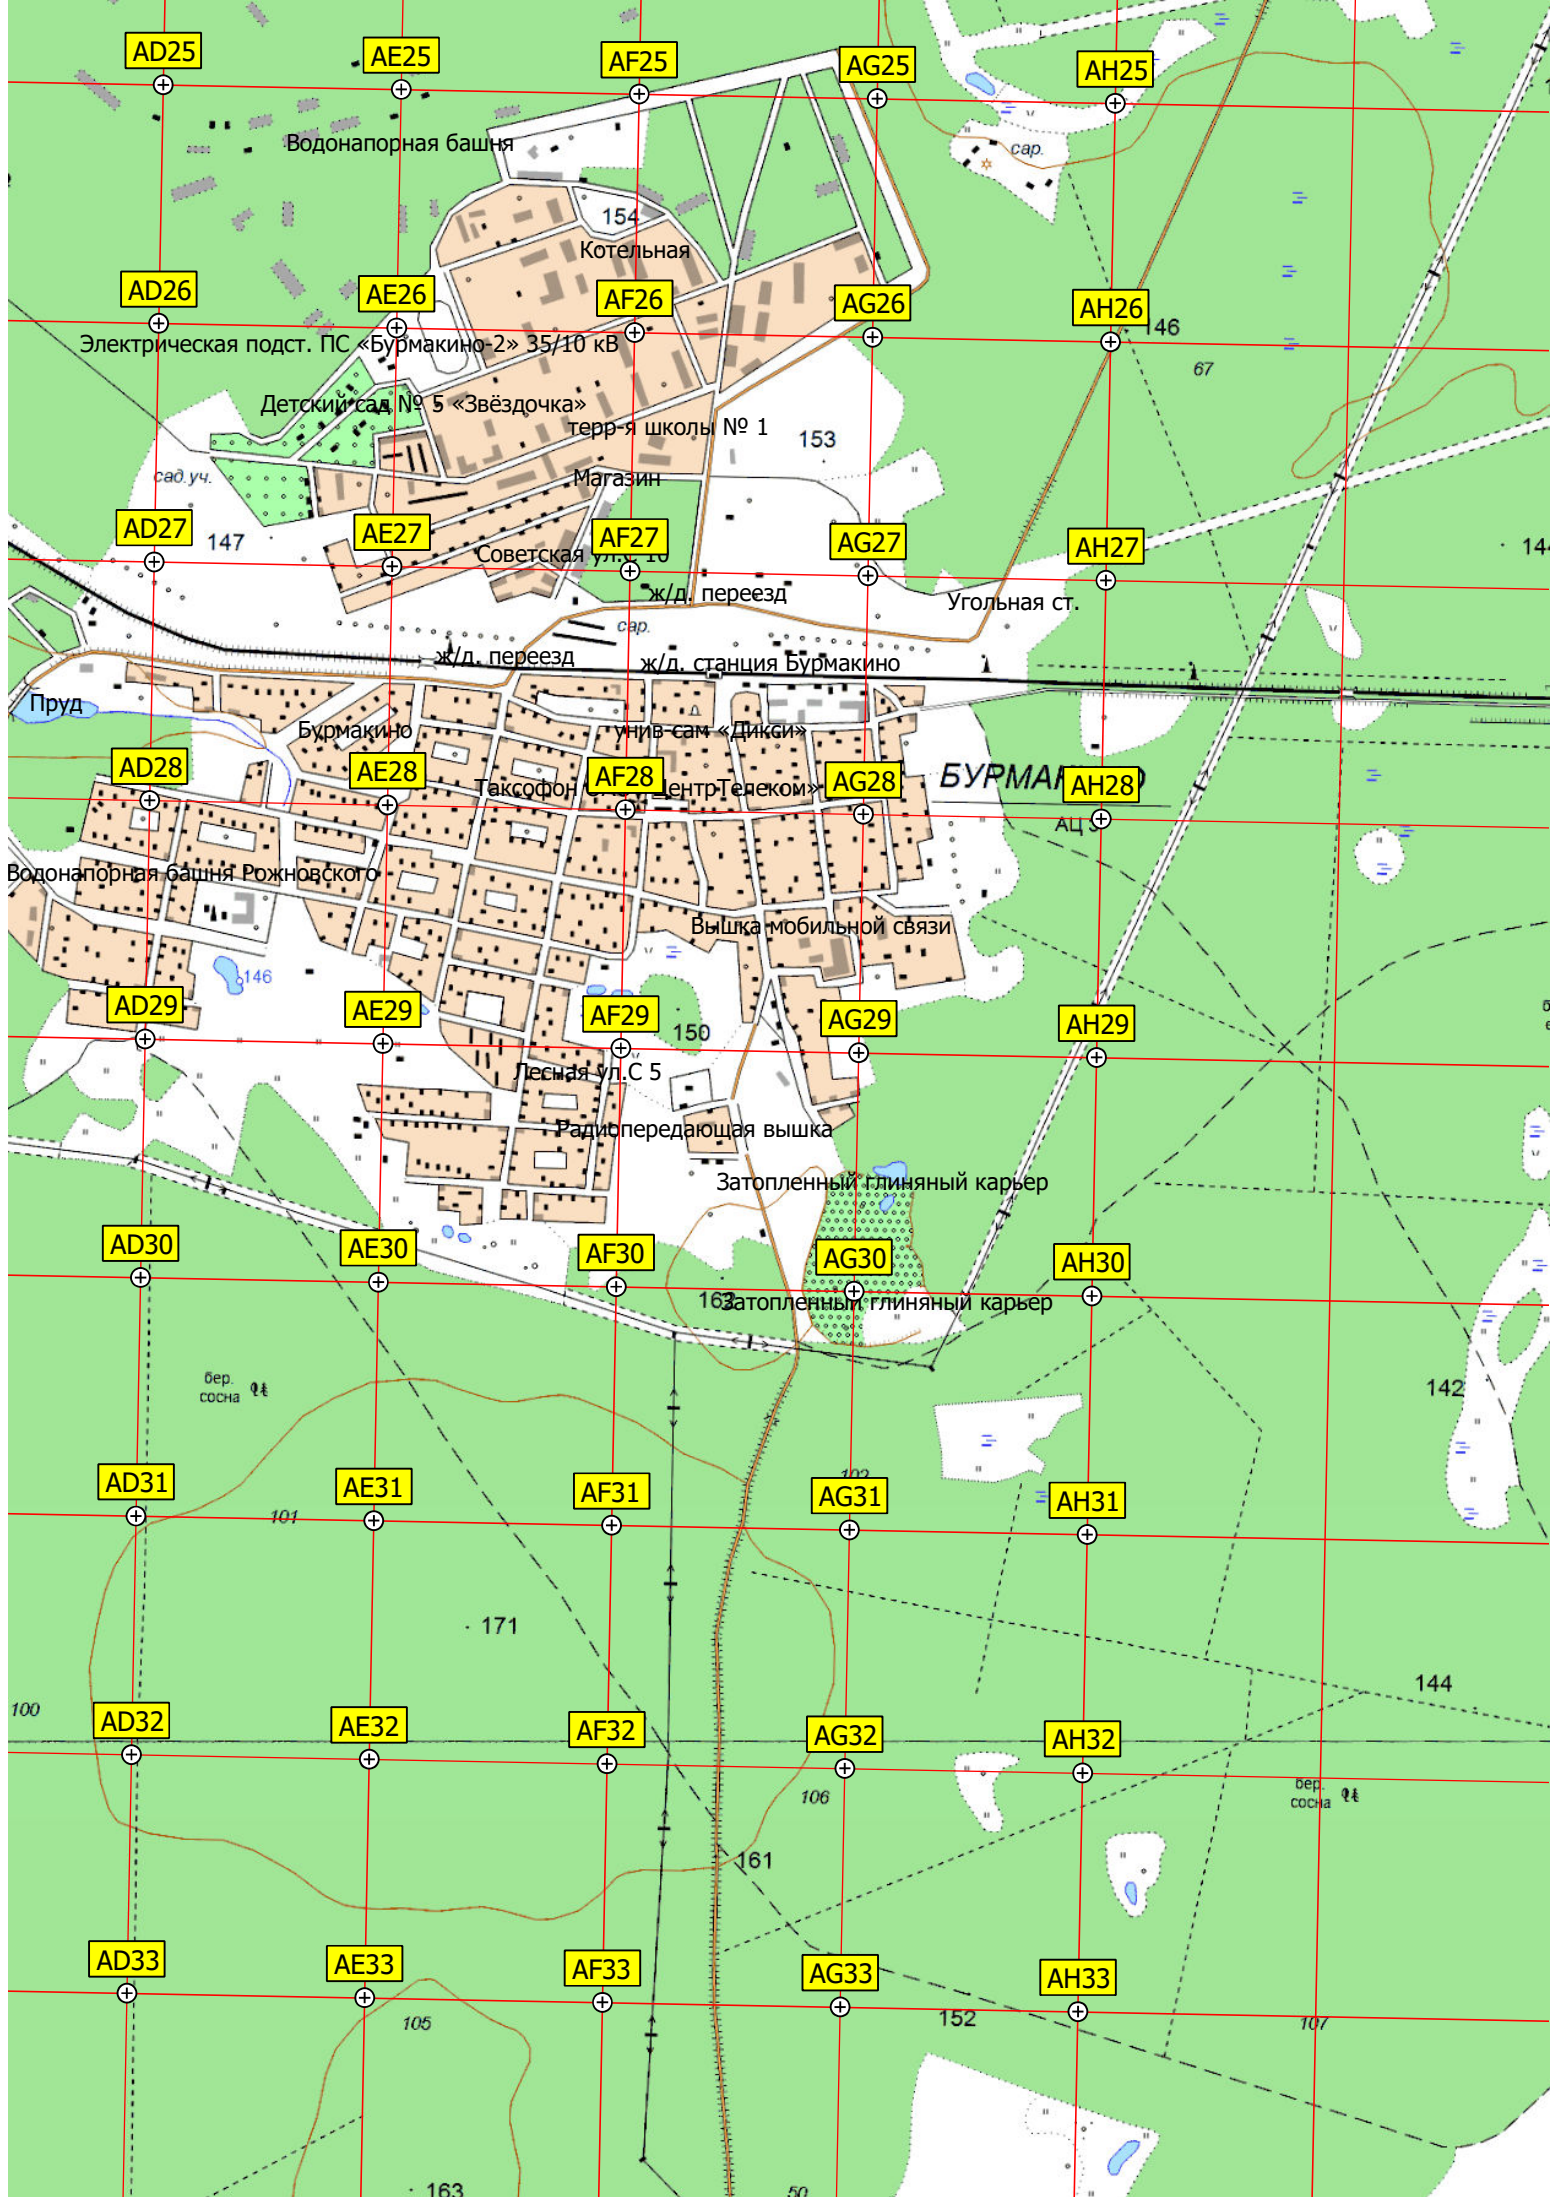 AD25
AE25
AF25
AG25
AH25
Водонапорная башня
сар.
154
Котельная
AD26
AE26
AF26
AG26
AH26
146
Электрическая подст. ПС «Бурмакино-2» 35/10 кВ
67
Детский сад № 5 «Звёздочка»
терр-я школы № 1
153
сад.уч.
Магазин
AD27
147
AE27
AF27
AG27
AH27
144
Советская ул.С 10
ж/д. переезд
Угольная ст.
сар.
ж/д. переезд
ж/д. станция Бурмакино
Пруд
Бурмакино
унив-сам «Дикси»
AD28
AE28
AF28
AG28
AH28
Таксофон ЦентрТелеком»
АЦ
Водонапорная башня Рожновского
Вышка мобильной связи
146
AD29
AE29
AF29
150
AG29
AH29
Лесная ул.С 5
Радиопередающая вышка
Затопленный глиняный карьер
AD30
AE30
AF30
AG30
AH30
Затопленный глиняный карьер
бер.
сосна
142
102
AD31
AE31
AF31
AG31
AH31
101
171
144
100
AD32
AE32
AF32
AG32
AH32
106
бер.
сосна
161
AD33
AE33
AF33
AG33
AH33
105
152
107
163
50